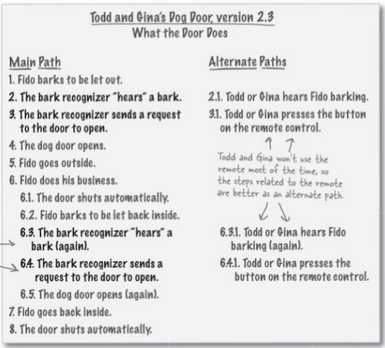 Todd and Gina's Dog Door, version 2.3
What the Door Does
Main Path
1. Fido barks to be let out.
2. The bark recognizer "hears" a bark.
3. The bark recognizer sends a request
to the door to open.
4. The dog door opens.
5. Fido goes outside.
6. Fido does his business.
6.1. The door shuts automatically.
6.2. Fido barks to be let back inside.
6.3. The bark recognizer "hears" a
bark (again).
6.4. The bark recognizer sends a
request to the door to open.
6.5. The dog door opens (again).
7. Fido goes back inside.
8. The door shuts automatically.
Alternate Paths
2.1. Todd or Gina hears Fido barking.
3.1. Todd or Gina presses the button
on the remote control.
Todd and Gina won't use the
remote most of the time, so
the steps related to the remote
are better as an alternate path.
6.3.1. Todd or Gina hears Fido
barking (again).
6.4.1. Todd or Gina presses the
button on the remote control.